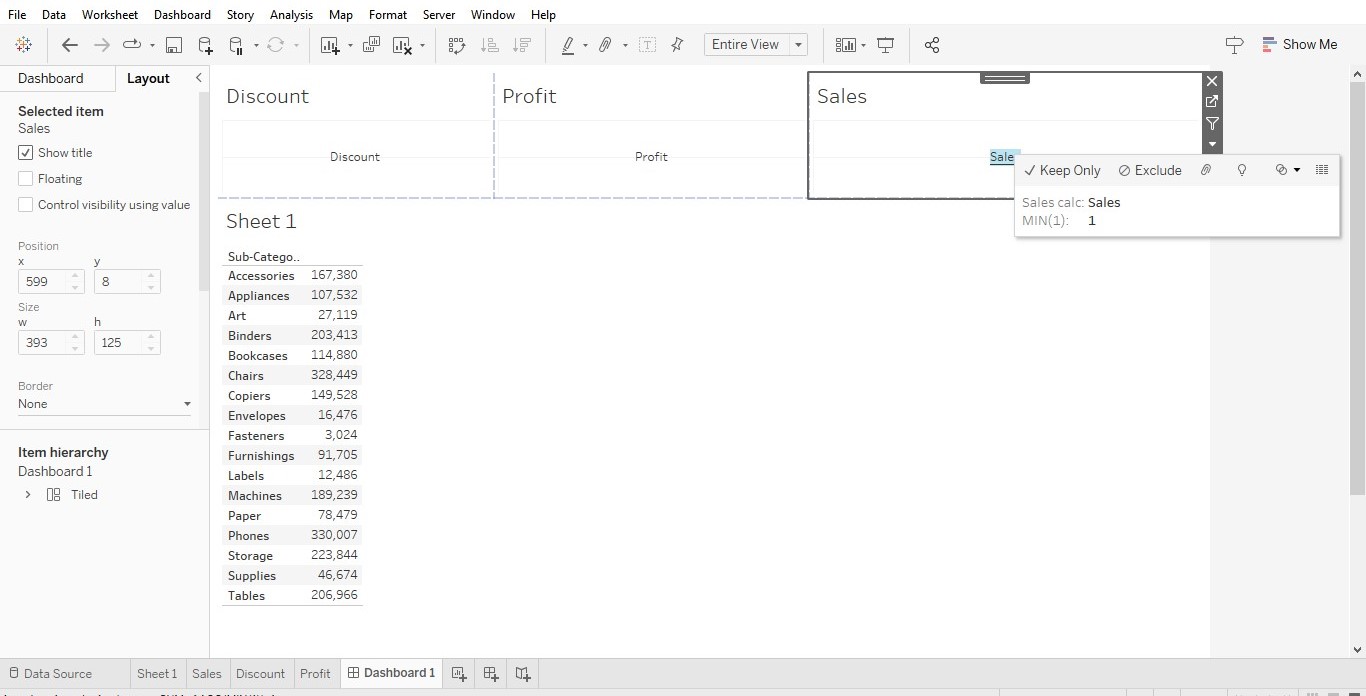 File Data Worksheet Dashboard Story Analysis Map Format Server Window Help
Entire View
Show Me
Dashboard Layout
Selected item
Sales
Show title
Floating
Control visibility using value
Position
x y
599 8
Size
w h
393 125
Border
None
Item hierarchy
Dashboard 1
Tiled
Discount Profit Sales
Discount Profit Sale
Keep Only Exclude
Sales calc: Sales
MIN(1): 1
Sheet 1
Sub-Catego..
Accessories 167,380
Appliances 107,532
Art 27,119
Binders 203,413
Bookcases 114,880
Chairs 328,449
Copiers 149,528
Envelopes 16,476
Fasteners 3,024
Furnishings 91,705
Labels 12,486
Machines 189,239
Paper 78,479
Phones 330,007
Storage 223,844
Supplies 46,674
Tables 206,966
Data Source Sheet 1 Sales Discount Profit Dashboard 1